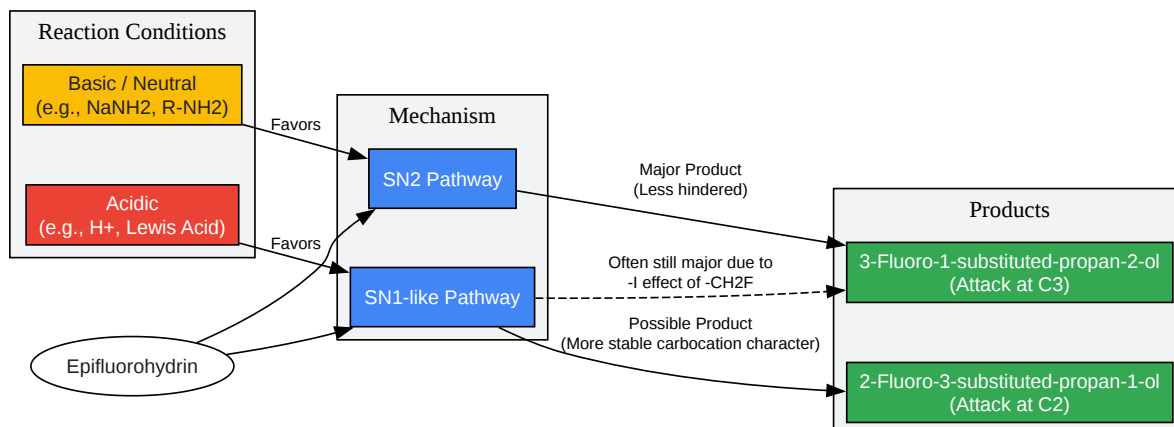 Reaction Conditions
Basic / Neutral
(e.g., NaNH2, R-NH2)
Acidic
(e.g., H+, Lewis Acid)
Epifluorohydrin
Favors
Favors
Mechanism
SN2 Pathway
SN1-like Pathway
Major Product
(Less hindered)
Often still major due to
-I effect of -CH2F
Possible Product
(More stable carbocation character)
Products
3-Fluoro-1-substituted-propan-2-ol
(Attack at C3)
2-Fluoro-3-substituted-propan-1-ol
(Attack at C2)